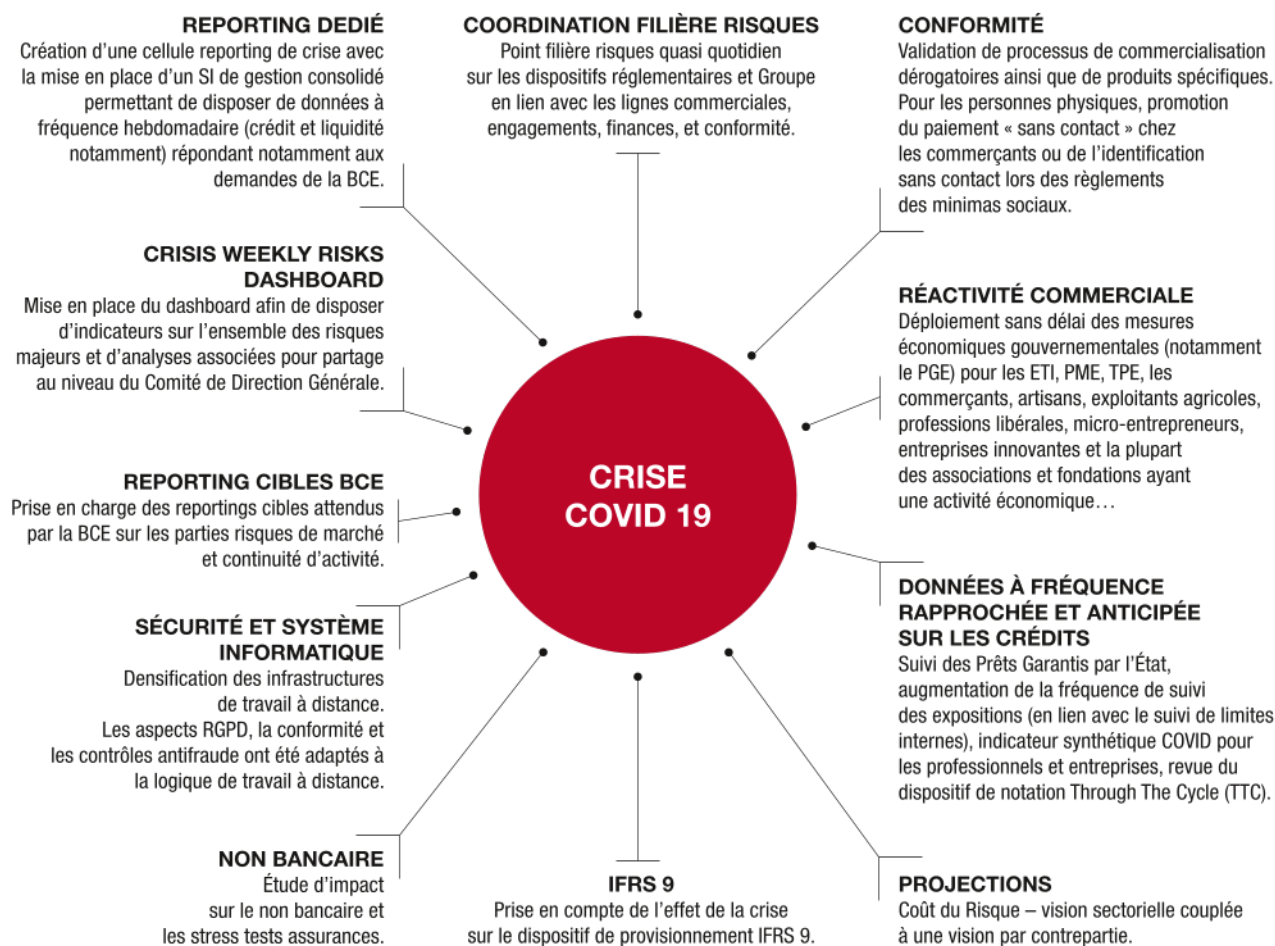 REPORTING DEDIÉ
Création d'une cellule reporting de crise avec
la mise en place d'un SI de gestion consolidé
permettant de disposer de données à
fréquence hebdomadaire (crédit et liquidité
notamment) répondant notamment aux
demandes de la BCE.
COORDINATION FILIÈRE RISQUES
Point filière risques quasi quotidien
sur les dispositifs réglementaires et Groupe
en lien avec les lignes commerciales,
engagements, finances, et conformité.
CONFORMITÉ
Validation de processus de commercialisation
dérogatoires ainsi que de produits spécifiques.
Pour les personnes physiques, promotion
du paiement « sans contact » chez
les commerçants ou de l'identification
sans contact lors des règlements
des minimas sociaux.
CRISIS WEEKLY RISKS
DASHBOARD
Mise en place du dashboard afin de disposer
d'indicateurs sur l'ensemble des risques
majeurs et d'analyses associées pour partage
au niveau du Comité de Direction Générale.
RÉACTIVITÉ COMMERCIALE
Déploiement sans délai des mesures
économiques gouvernementales (notamment
le PGE) pour les ETI, PME, TPE, les
commerçants, artisans, exploitants agricoles,
professions libérales, micro-entrepreneurs,
entreprises innovantes et la plupart
des associations et fondations ayant
une activité économique…
CRISE
COVID 19
REPORTING CIBLES BCE
Prise en charge des reportings cibles attendus
par la BCE sur les parties risques de marché
et continuité d'activité.
DONNÉES À FRÉQUENCE
RAPPROCHÉE ET ANTICIPÉE
SUR LES CRÉDITS
Suivi des Prêts Garantis par l'État,
augmentation de la fréquence de suivi
des expositions (en lien avec le suivi de limites
internes), indicateur synthétique COVID pour
les professionnels et entreprises, revue du
dispositif de notation Through The Cycle (TTC).
SÉCURITÉ ET SYSTÈME
INFORMATIQUE
Densification des infrastructures
de travail à distance.
Les aspects RGPD, la conformité et
les contrôles antifraude ont été adaptés à
la logique de travail à distance.
NON BANCAIRE
Étude d'impact
sur le non bancaire et
les stress tests assurances.
IFRS 9
Prise en compte de l'effet de la crise
sur le dispositif de provisionnement IFRS 9.
PROJECTIONS
Coût du Risque – vision sectorielle couplée
à une vision par contrepartie.